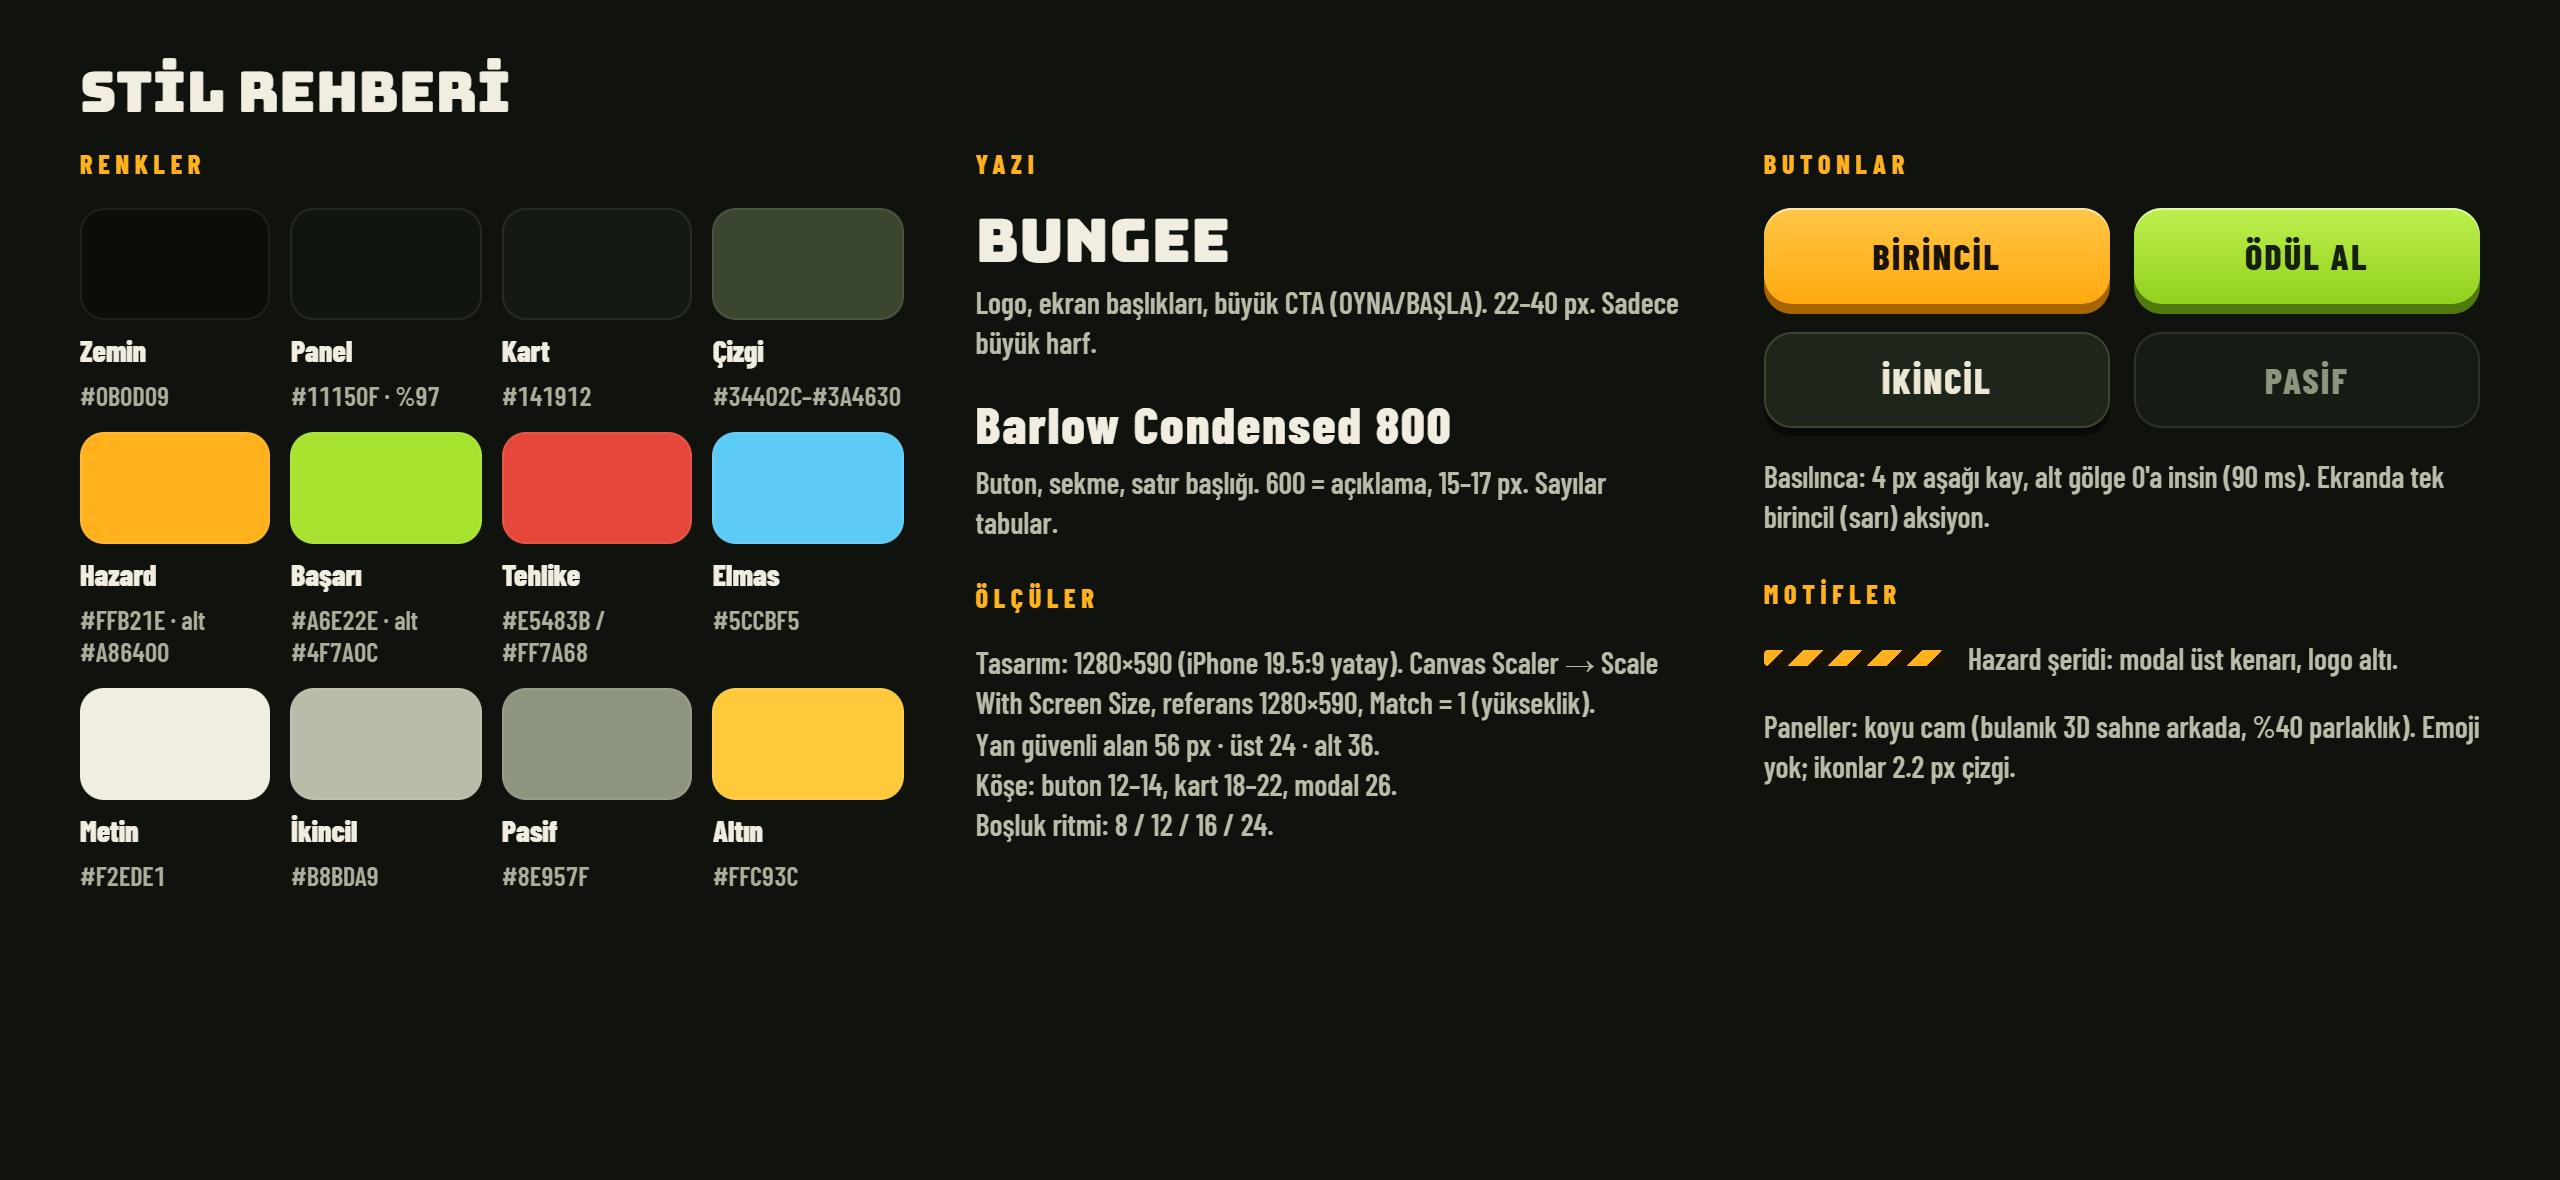 STİL REHBERİ
RENKLER
Zemin
#0B0D09
Panel
#11150F · %97
Kart
#141912
Çizgi
#34402C–#3A4630
Hazard
#FFB21E · alt
#A86400
Başarı
#A6E22E · alt
#4F7A0C
Tehlike
#E5483B /
#FF7A68
Elmas
#5CCBF5
Metin
#F2EDE1
İkincil
#B8BDA9
Pasif
#8E957F
Altın
#FFC93C
YAZI
BUNGEE
Logo, ekran başlıkları, büyük CTA (OYNA/BAŞLA). 22–40 px. Sadece
büyük harf.
Barlow Condensed 800
Buton, sekme, satır başlığı. 600 = açıklama, 15–17 px. Sayılar
tabular.
ÖLÇÜLER
Tasarım: 1280×590 (iPhone 19.5:9 yatay). Canvas Scaler → Scale
With Screen Size, referans 1280×590, Match = 1 (yükseklik).
Yan güvenli alan 56 px · üst 24 · alt 36.
Köşe: buton 12–14, kart 18–22, modal 26.
Boşluk ritmi: 8 / 12 / 16 / 24.
BUTONLAR
BİRİNCİL
ÖDÜL AL
İKİNCİL
PASİF
Basılınca: 4 px aşağı kay, alt gölge 0'a insin (90 ms). Ekranda tek
birincil (sarı) aksiyon.
MOTİFLER
Hazard şeridi: modal üst kenarı, logo altı.
Paneller: koyu cam (bulanık 3D sahne arkada, %40 parlaklık). Emoji
yok; ikonlar 2.2 px çizgi.